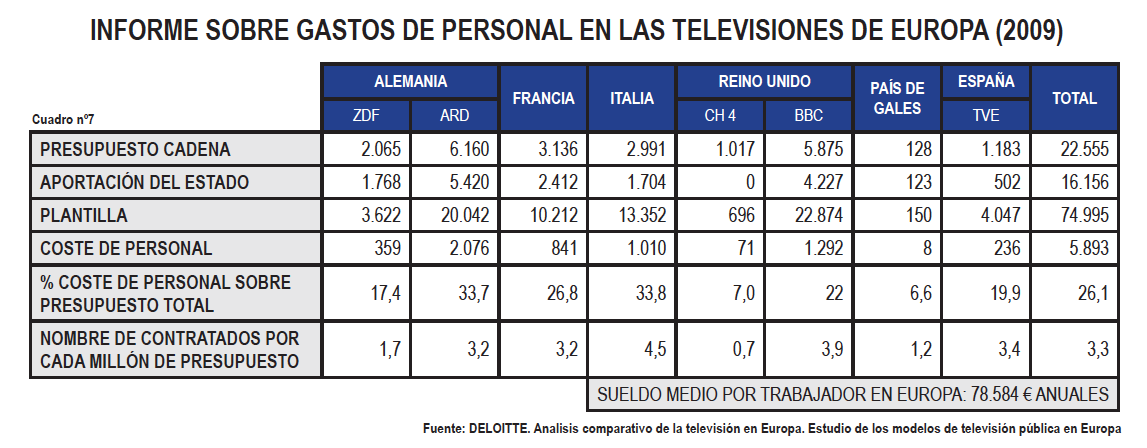 INFORME SOBRE GASTOS DE PERSONAL EN LAS TELEVISIONES DE EUROPA (2009)
Cuadro nº7 ALEMANIA FRANCIA ITALIA REINO UNIDO PAÍS DE GALES ESPAÑA TOTAL
ZDF ARD CH 4 BBC TVE
PRESUPUESTO CADENA 2.065 6.160 3.136 2.991 1.017 5.875 128 1.183 22.555
APORTACIÓN DEL ESTADO 1.768 5.420 2.412 1.704 0 4.227 123 502 16.156
PLANTILLA 3.622 20.042 10.212 13.352 696 22.874 150 4.047 74.995
COSTE DE PERSONAL 359 2.076 841 1.010 71 1.292 8 236 5.893
% COSTE DE PERSONAL SOBRE
PRESUPUESTO TOTAL 17,4 33,7 26,8 33,8 7,0 22 6,6 19,9 26,1
NOMBRE DE CONTRATADOS POR
CADA MILLÓN DE PRESUPUESTO 1,7 3,2 3,2 4,5 0,7 3,9 1,2 3,4 3,3
SUELDO MEDIO POR TRABAJADOR EN EUROPA: 78.584 € ANUALES
Fuente: DELOITTE. Analisis comparativo de la televisión en Europa. Estudio de los modelos de televisión pública en Europa